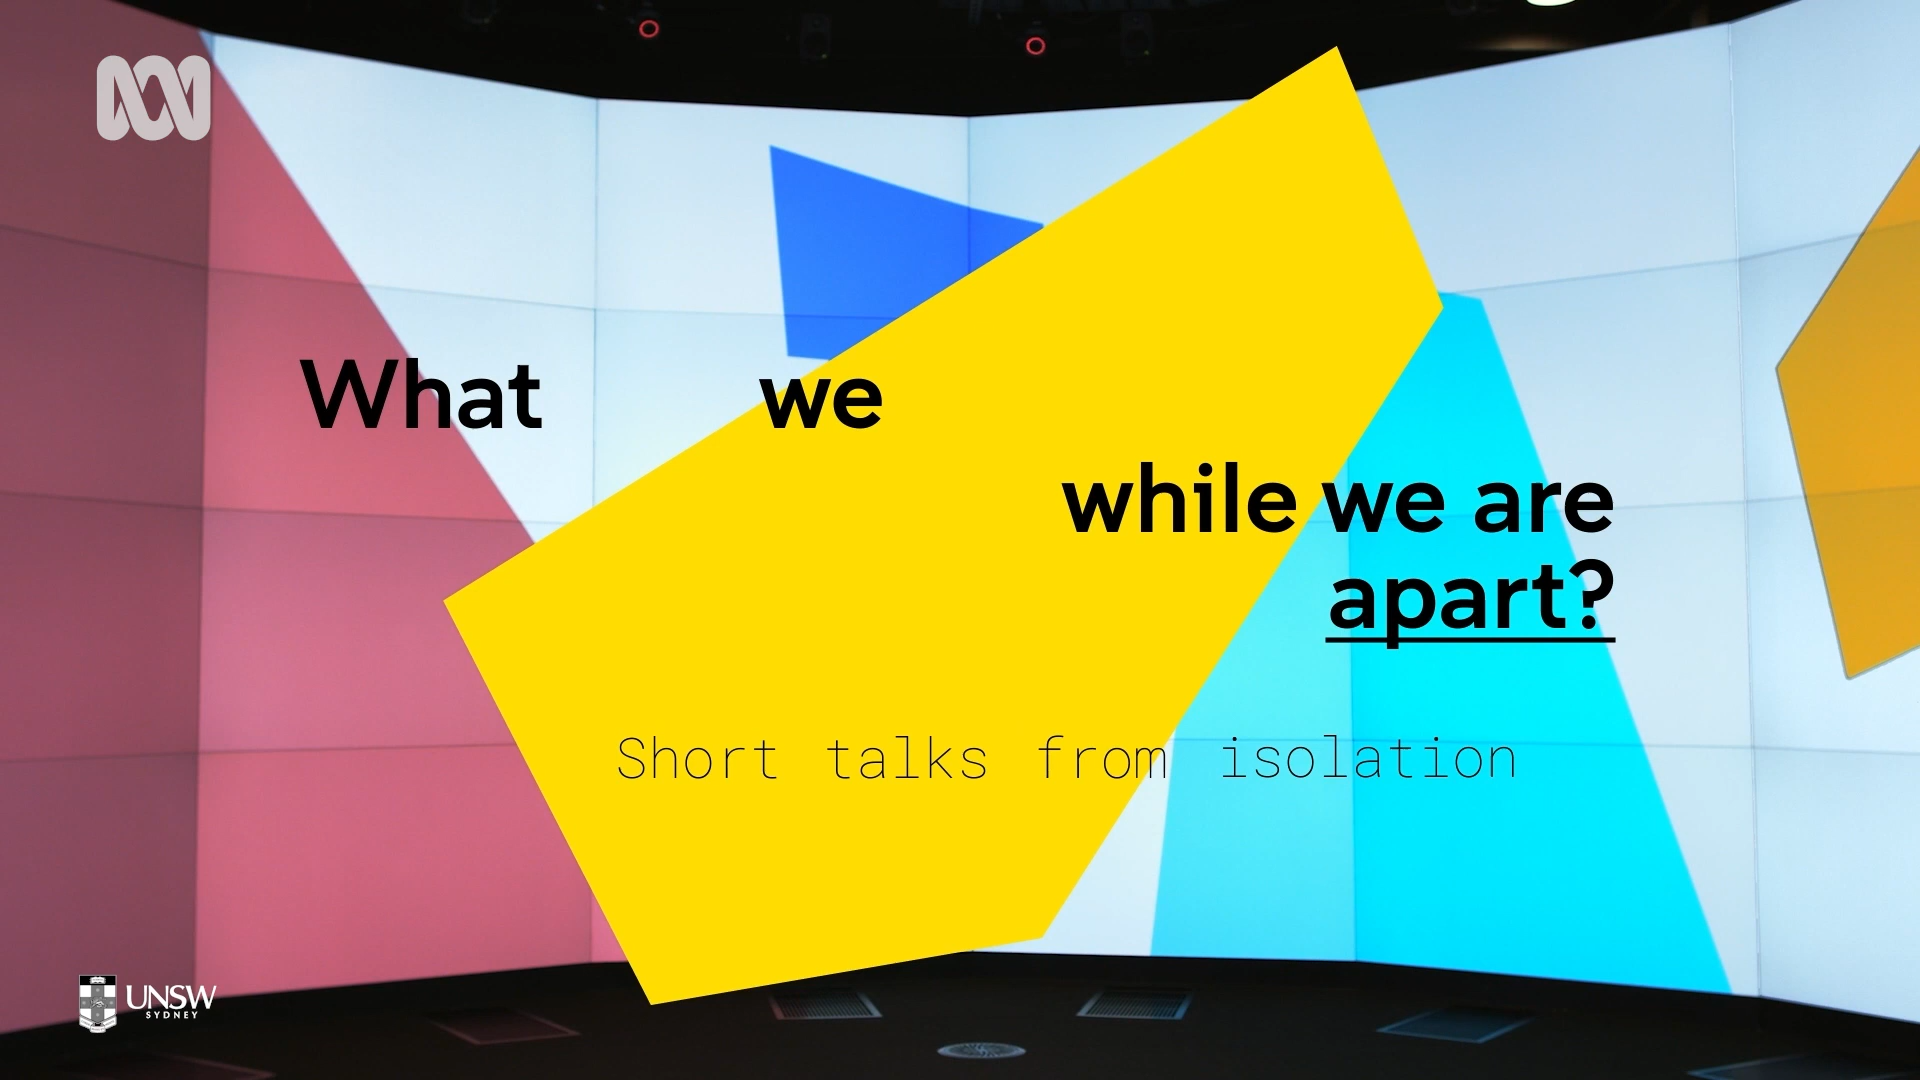 What we
while we are
apart?
Short talks from isolation
UNSW
SYDNEY